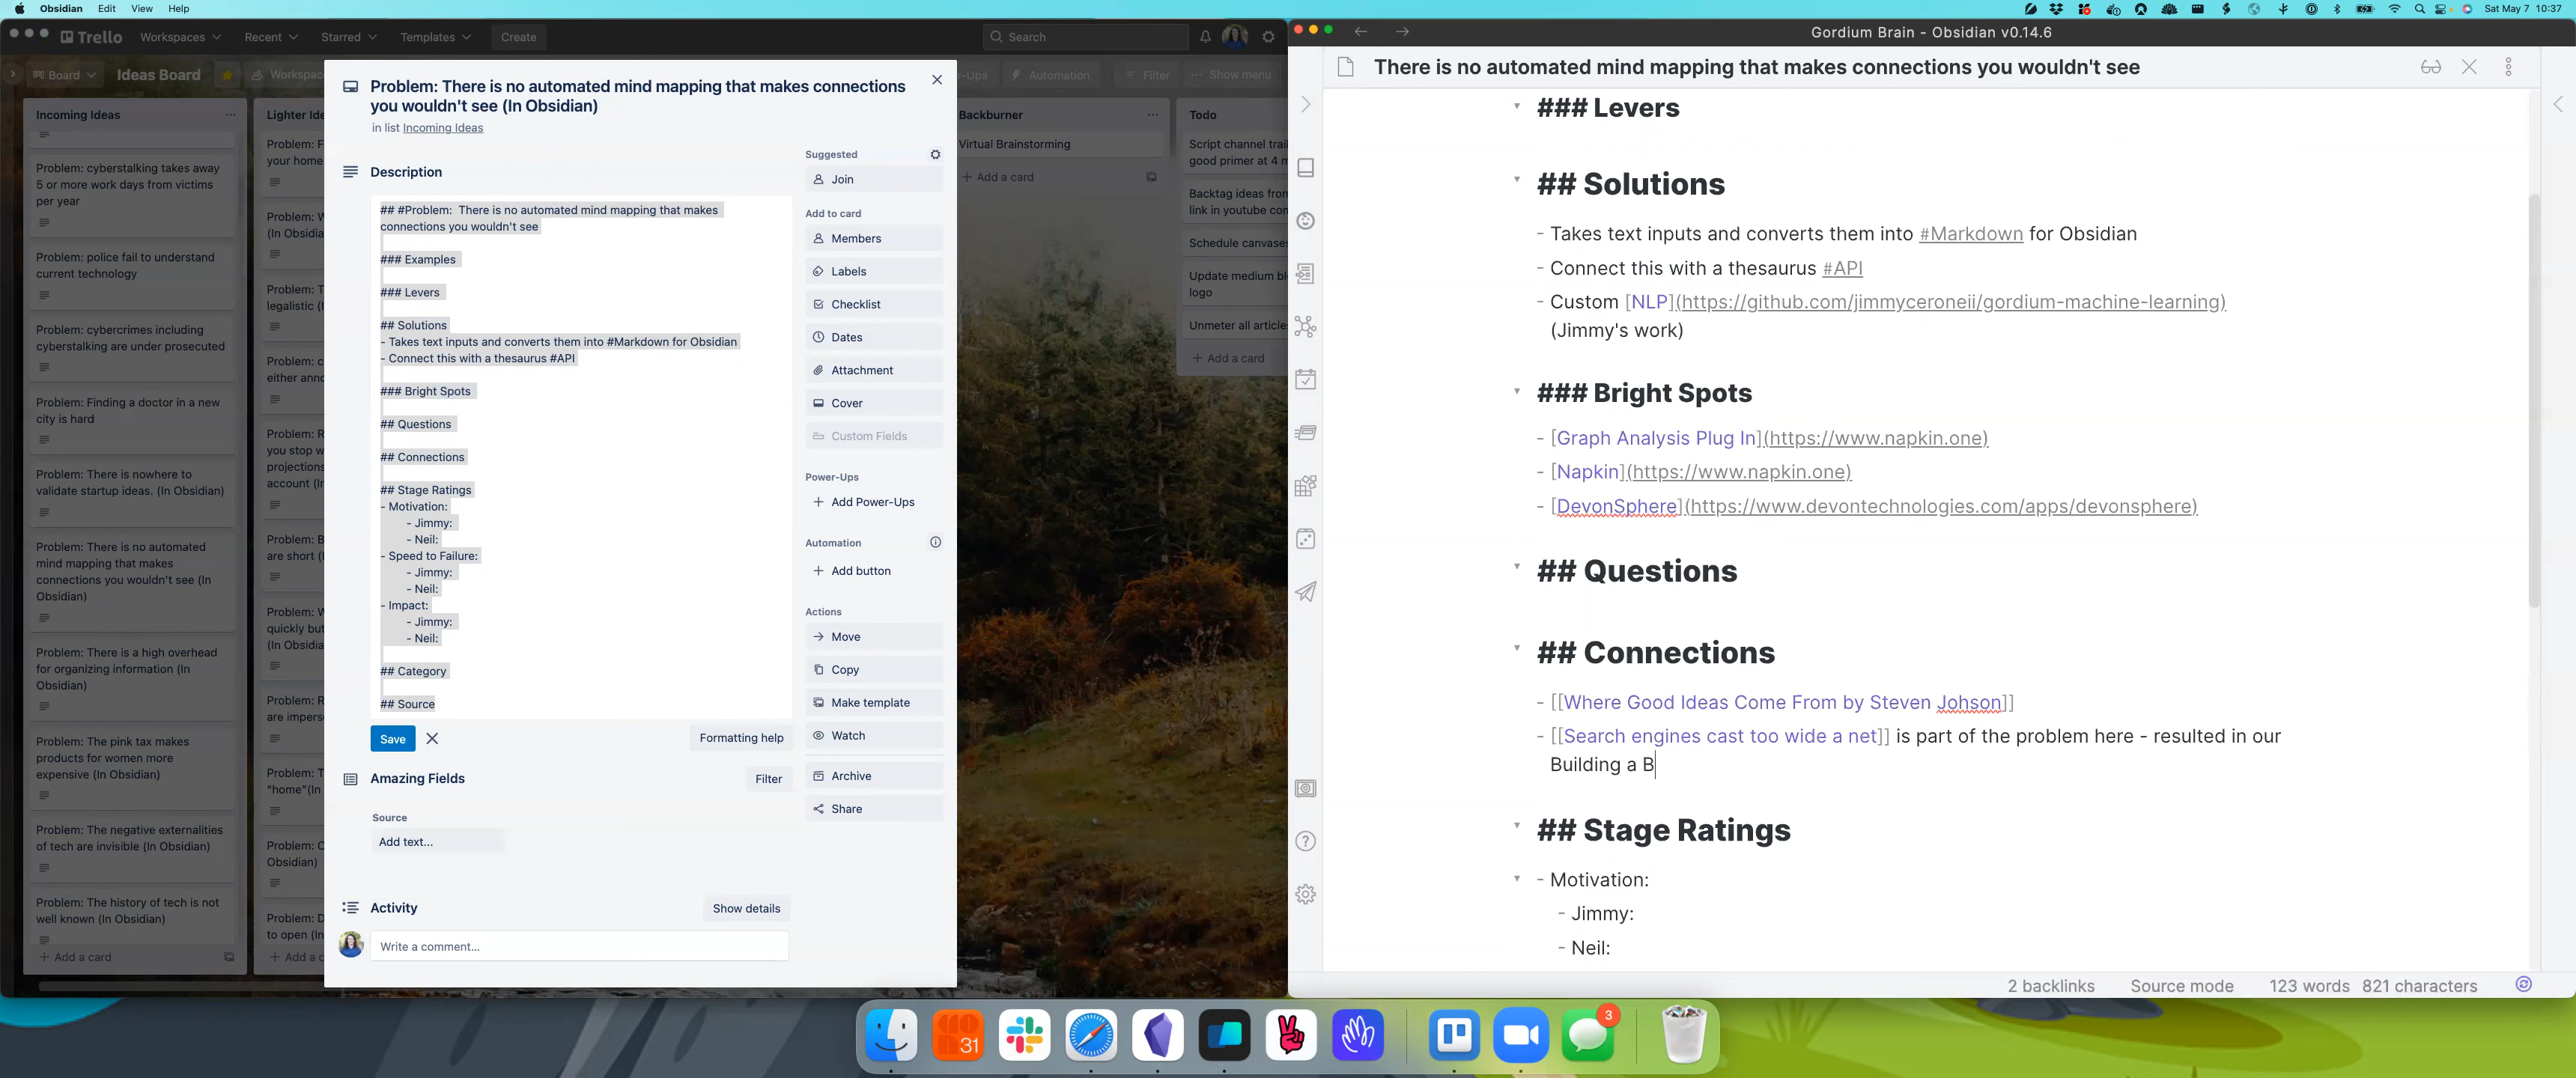 Obsidian Edit View Help
Sat May 7 10:37
Trello Workspaces Recent Starred Templates Create
Search
Board Ideas Board
Automation Filter Show menu
Incoming Ideas
Problem: cyberstalking takes away
5 or more work days from victims
per year
Problem: police fail to understand
current technology
Problem: cybercrimes including
cyberstalking are under prosecuted
Problem: Finding a doctor in a new
city is hard
Problem: There is nowhere to
validate startup ideas. (In Obsidian)
Problem: There is no automated
mind mapping that makes
connections you wouldn't see (In
Obsidian)
Problem: There is a high overhead
for organizing information (In
Obsidian)
Problem: The pink tax makes
products for women more
expensive (In Obsidian)
Problem: The negative externalities
of tech are invisible (In Obsidian)
Problem: The history of tech is not
well known (In Obsidian)
+ Add a card
Problem: There is no automated mind mapping that makes connections
you wouldn't see (In Obsidian)
in list Incoming Ideas
Description
## #Problem: There is no automated mind mapping that makes
connections you wouldn't see
### Examples
### Levers
## Solutions
- Takes text inputs and converts them into #Markdown for Obsidian
- Connect this with a thesaurus #API
### Bright Spots
## Questions
## Connections
## Stage Ratings
- Motivation:
- Jimmy:
- Neil:
- Speed to Failure:
- Jimmy:
- Neil:
- Impact:
- Jimmy:
- Neil:
## Category
## Source
Save
Formatting help
Amazing Fields
Filter
Source
Add text...
Activity
Show details
Write a comment...
Suggested
Join
Add to card
Members
Labels
Checklist
Dates
Attachment
Cover
Custom Fields
Power-Ups
+ Add Power-Ups
Automation
+ Add button
Actions
Move
Copy
Make template
Watch
Archive
Share
Backburner
Virtual Brainstorming
+ Add a card
Todo
Backtag ideas
Schedule canvases
Unmeter all articles
+ Add a card
Gordium Brain - Obsidian v0.14.6
There is no automated mind mapping that makes connections you wouldn't see
### Levers
## Solutions
- Takes text inputs and converts them into #Markdown for Obsidian
- Connect this with a thesaurus #API
- Custom [NLP](https://github.com/jimmyceroneii/gordium-machine-learning)
(Jimmy's work)
### Bright Spots
- [Graph Analysis Plug In](https://www.napkin.one)
- [Napkin](https://www.napkin.one)
- [DevonSphere](https://www.devontechnologies.com/apps/devonsphere)
## Questions
## Connections
- [[Where Good Ideas Come From by Steven Johson]]
- [[Search engines cast too wide a net]] is part of the problem here - resulted in our
Building a B
## Stage Ratings
- Motivation:
- Jimmy:
- Neil:
2 backlinks Source mode 123 words 821 characters
31
3